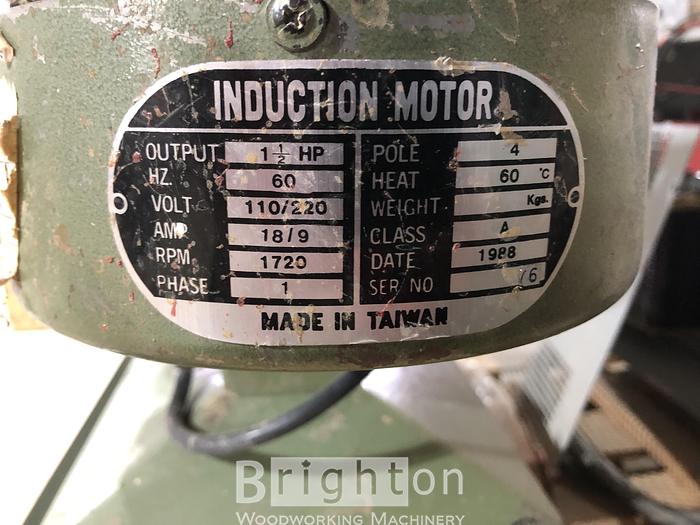 INDUCTION MOTOR
OUTPUT 1 1/2 HP
HZ. 60
VOLT 110/220
AMP 18/9
RPM 1720
PHASE 1
POLE 4
HEAT 60 °C
WEIGHT Kgs.
CLASS A
DATE 1988
SER NO 76
MADE IN TAIWAN
Brighton
WOODWORKING MACHINERY